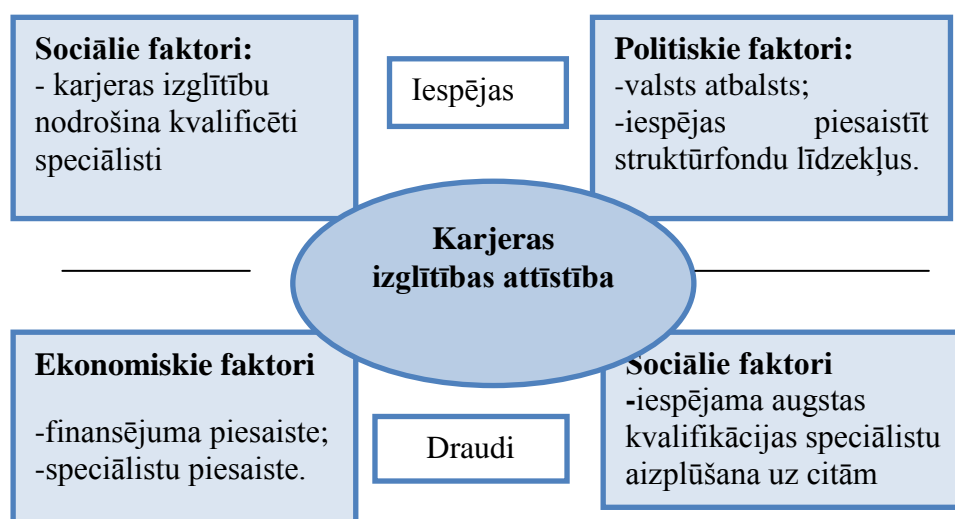 Sociālie faktori:
- karjeras izglītību
nodrošina kvalificēti
speciālisti
Iespējas
Politiskie faktori:
-valsts atbalsts;
-iespējas piesaistīt
struktūrfondu līdzekļus.
Karjeras
izglītības attīstība
Ekonomiskie faktori
-finansējuma piesaiste;
-speciālistu piesaiste.
Draudi
Sociālie faktori
-iespējama augstas
kvalifikācijas speciālistu
aizplūšana uz citām